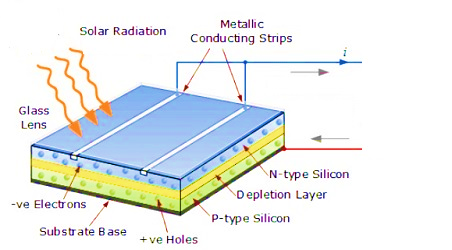 Metallic
Conducting Strips
Solar Radiation
i
Glass
Lens
N-type Silicon
Depletion Layer
-ve Electrons
P-type Silicon
Substrate Base
+ve Holes